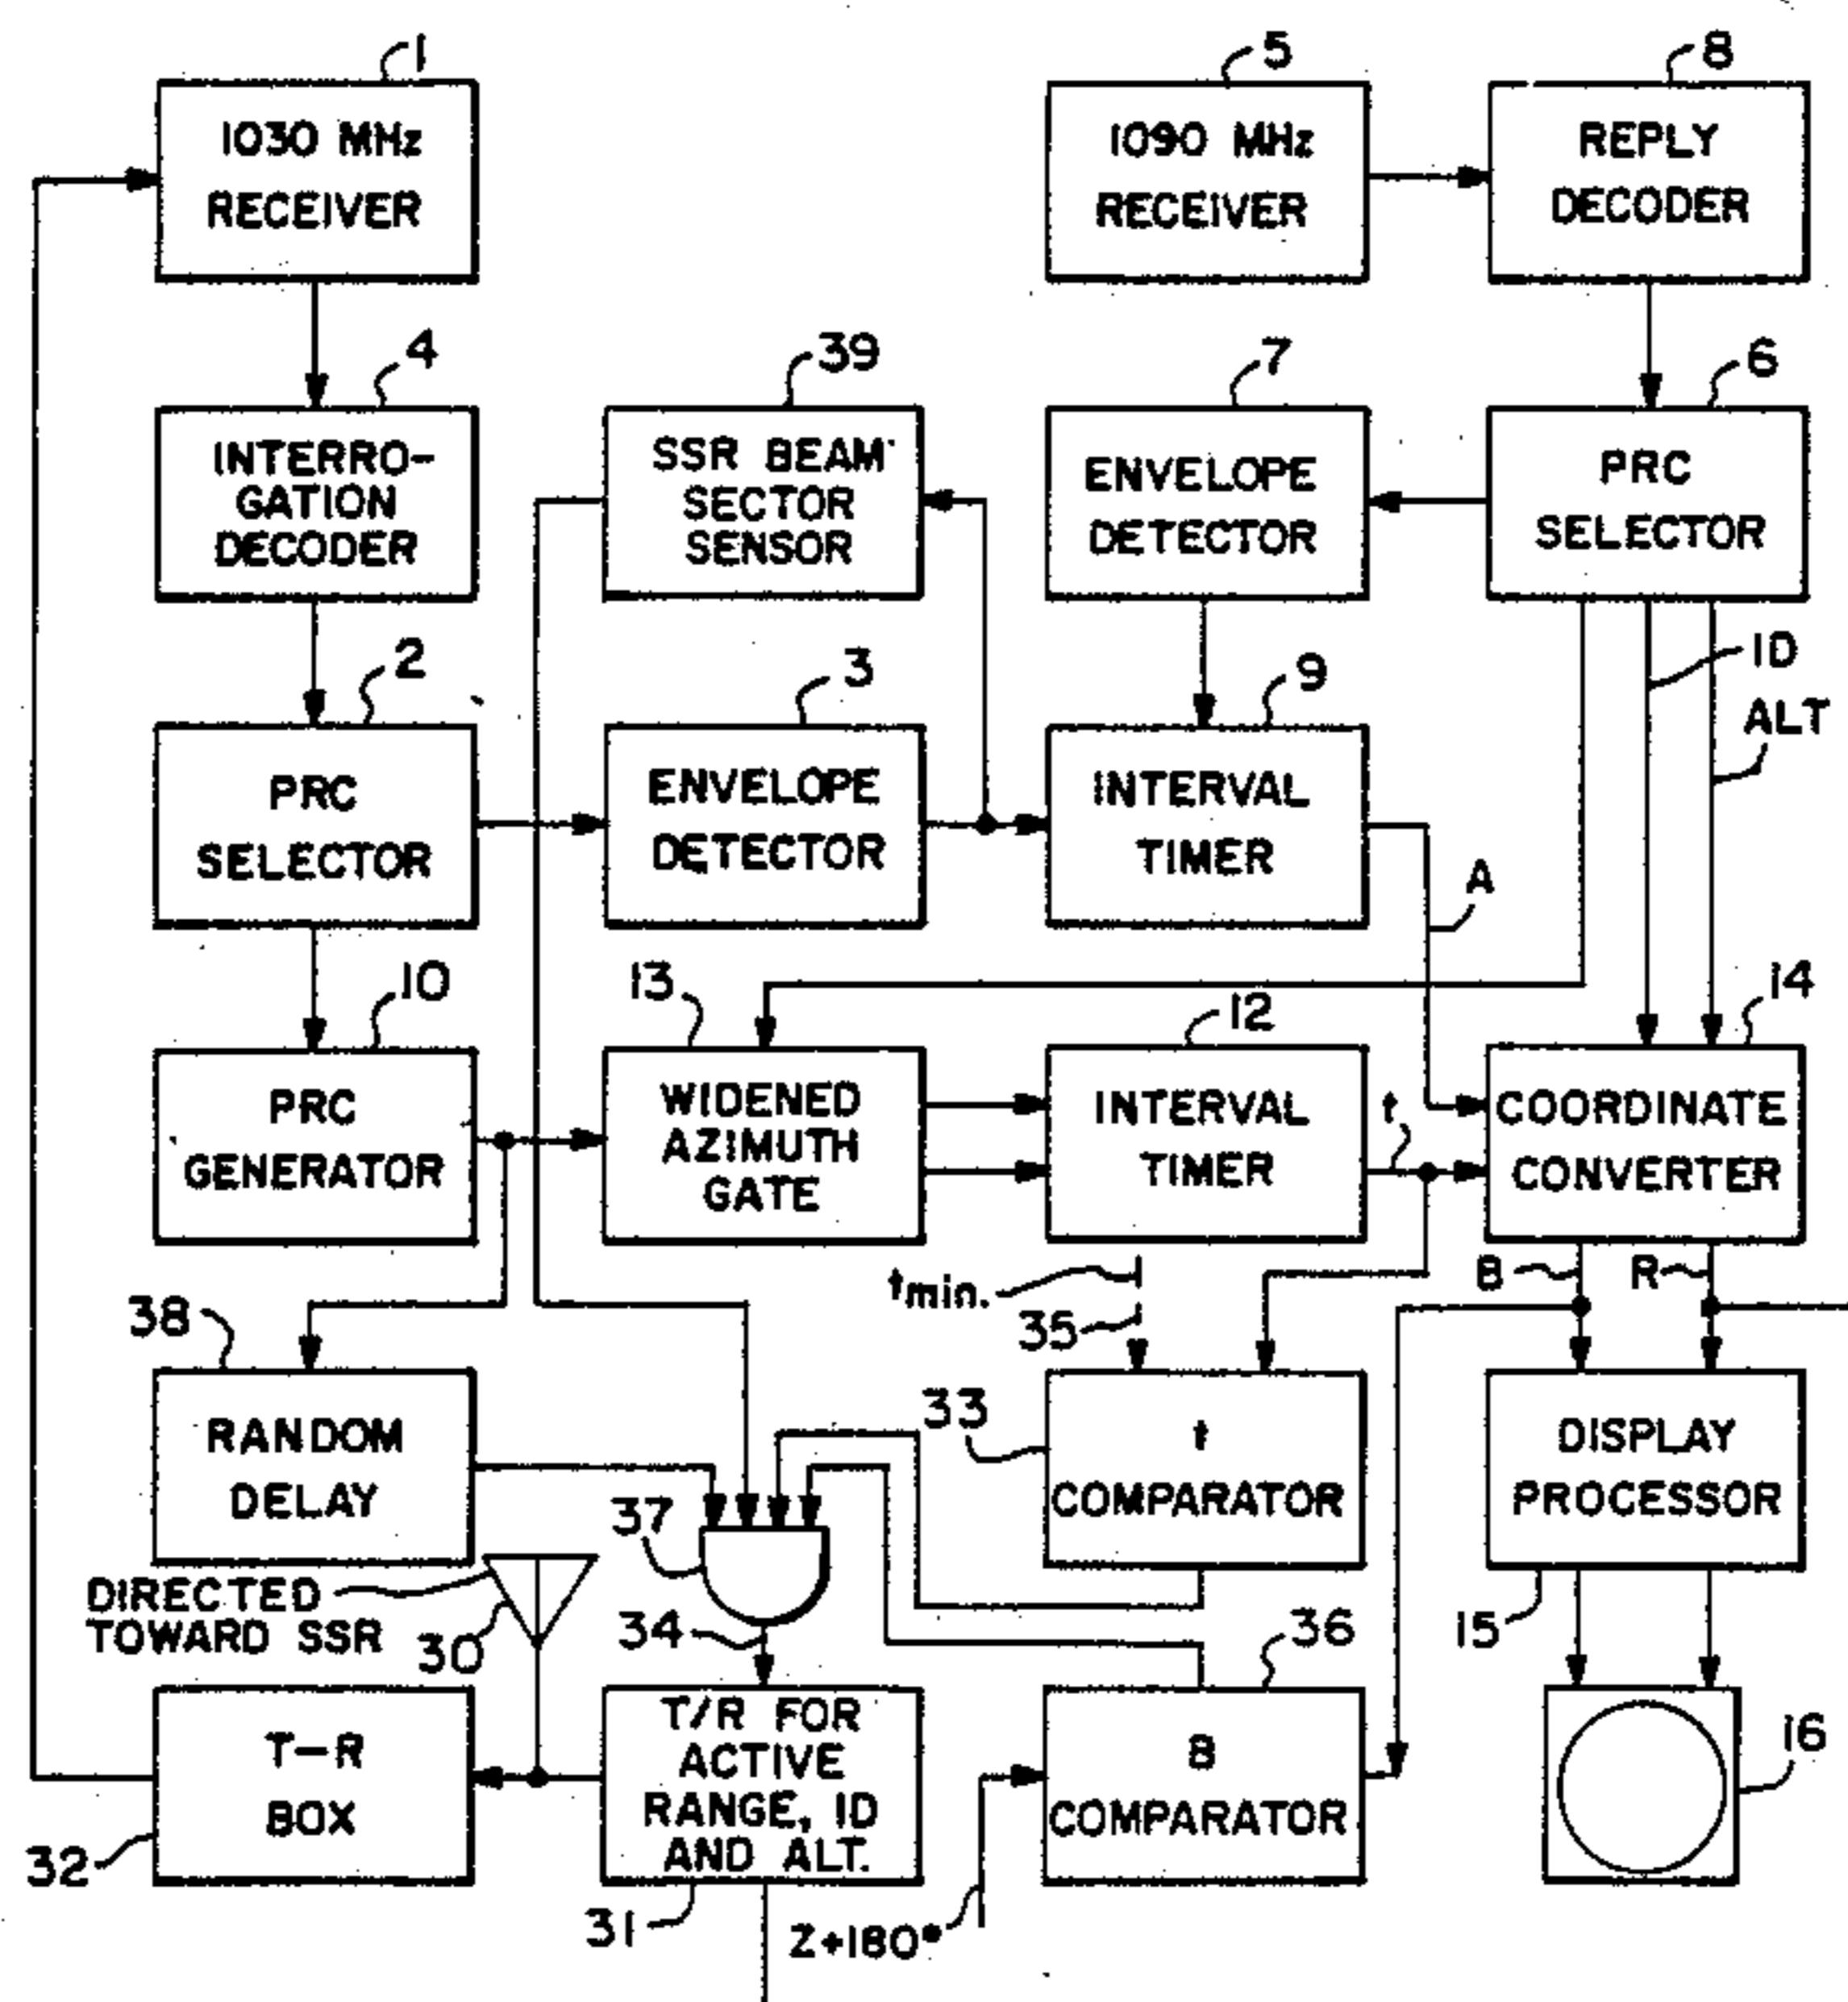 1
5
8
1030 MHz
RECEIVER
1090 MHz
RECEIVER
REPLY
DECODER
4
39
7
6
INTERRO-
GATION
DECODER
SSR BEAM
SECTOR
SENSOR
ENVELOPE
DETECTOR
PRC
SELECTOR
2
3
9
ID
ALT
PRC
SELECTOR
ENVELOPE
DETECTOR
INTERVAL
TIMER
A
10
13
12
14
PRC
GENERATOR
WIDENED
AZIMUTH
GATE
INTERVAL
TIMER
t
COORDINATE
CONVERTER
38
tmin.
35
B
R
RANDOM
DELAY
33
t
COMPARATOR
DISPLAY
PROCESSOR
37
DIRECTED
TOWARD SSR
30
34
36
15
T-R
BOX
T/R FOR
ACTIVE
RANGE, ID
AND ALT.
B
COMPARATOR
16
32
31
Z+180°